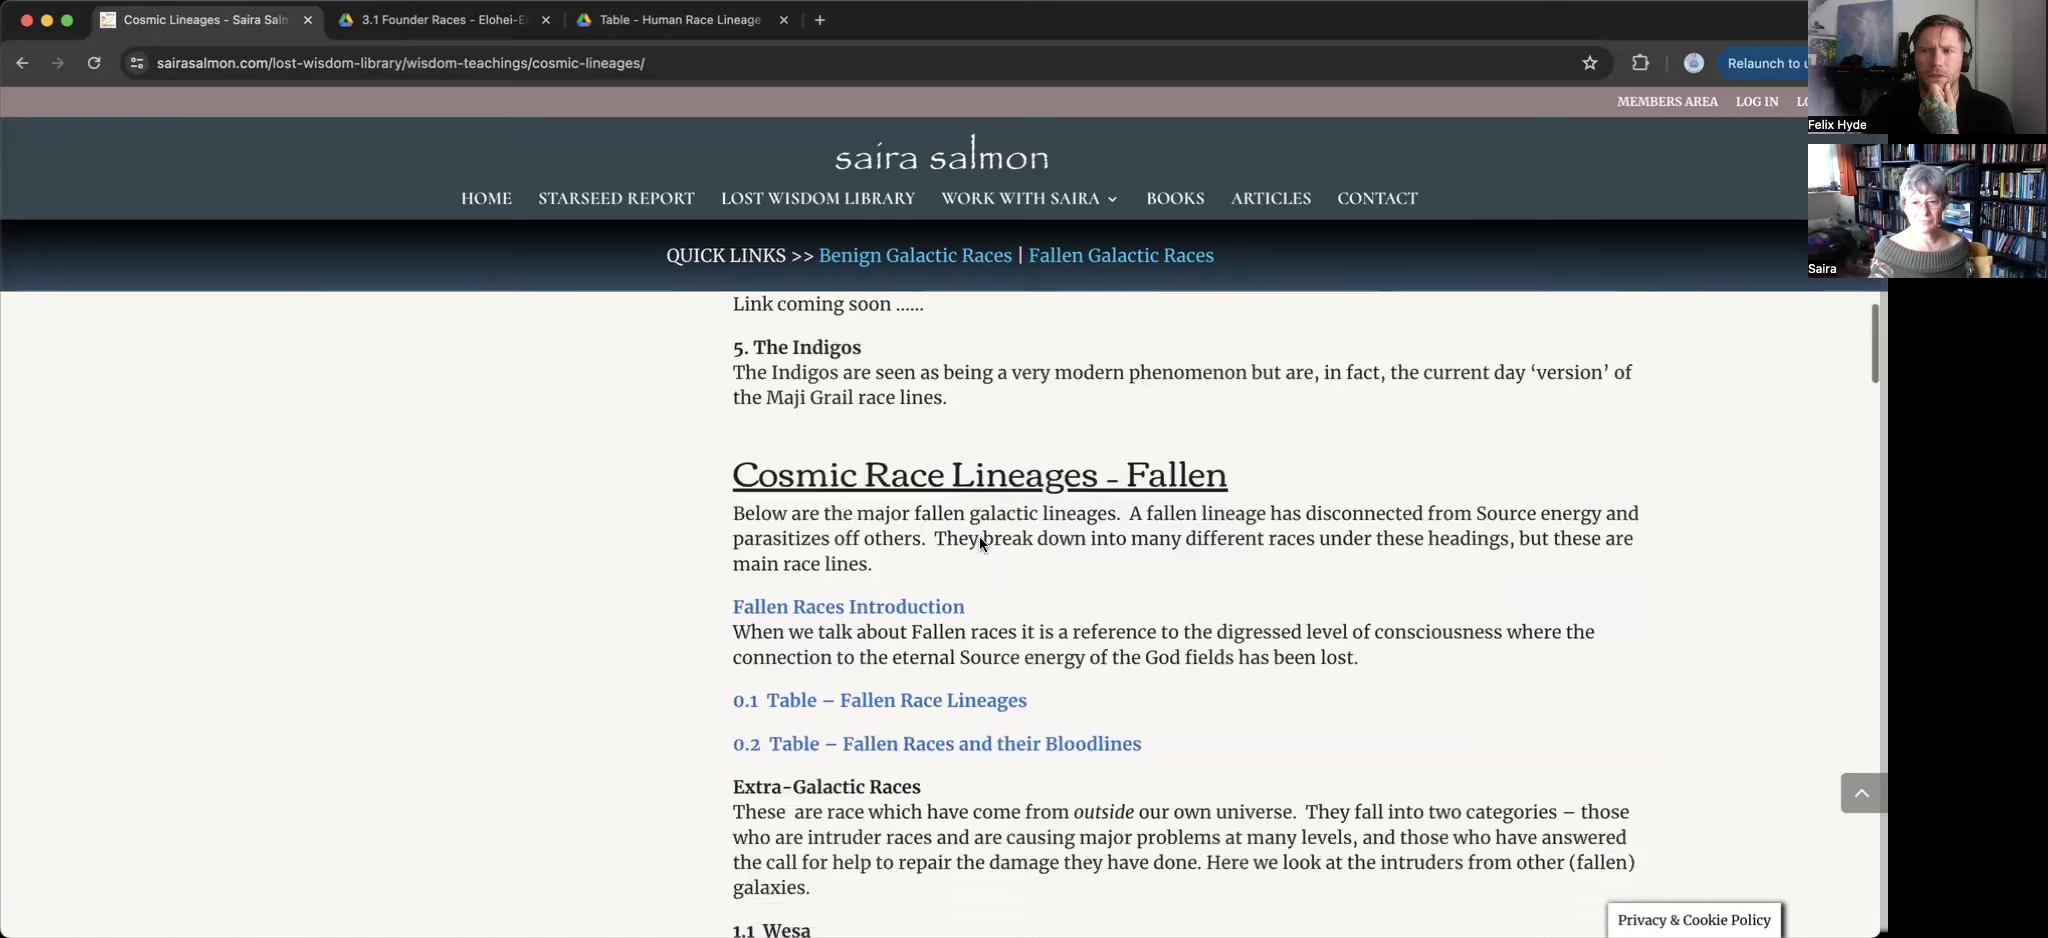 Cosmic Lineages - Saira Salm
3.1 Founder Races - Elohei-E
Table - Human Race Lineage
sairasalmon.com/lost-wisdom-library/wisdom-teachings/cosmic-lineages/
Relaunch to u
MEMBERS AREA LOG IN LO
saira salmon
HOME STARSEED REPORT LOST WISDOM LIBRARY WORK WITH SAIRA BOOKS ARTICLES CONTACT
QUICK LINKS >> Benign Galactic Races | Fallen Galactic Races
Felix Hyde
Saira
Link coming soon ......
5. The Indigos
The Indigos are seen as being a very modern phenomenon but are, in fact, the current day ‘version’ of
the Maji Grail race lines.
Cosmic Race Lineages – Fallen
Below are the major fallen galactic lineages. A fallen lineage has disconnected from Source energy and
parasitizes off others. They break down into many different races under these headings, but these are
main race lines.
Fallen Races Introduction
When we talk about Fallen races it is a reference to the digressed level of consciousness where the
connection to the eternal Source energy of the God fields has been lost.
0.1 Table – Fallen Race Lineages
0.2 Table – Fallen Races and their Bloodlines
Extra-Galactic Races
These are race which have come from outside our own universe. They fall into two categories – those
who are intruder races and are causing major problems at many levels, and those who have answered
the call for help to repair the damage they have done. Here we look at the intruders from other (fallen)
galaxies.
Privacy & Cookie Policy
1.1 Wesa